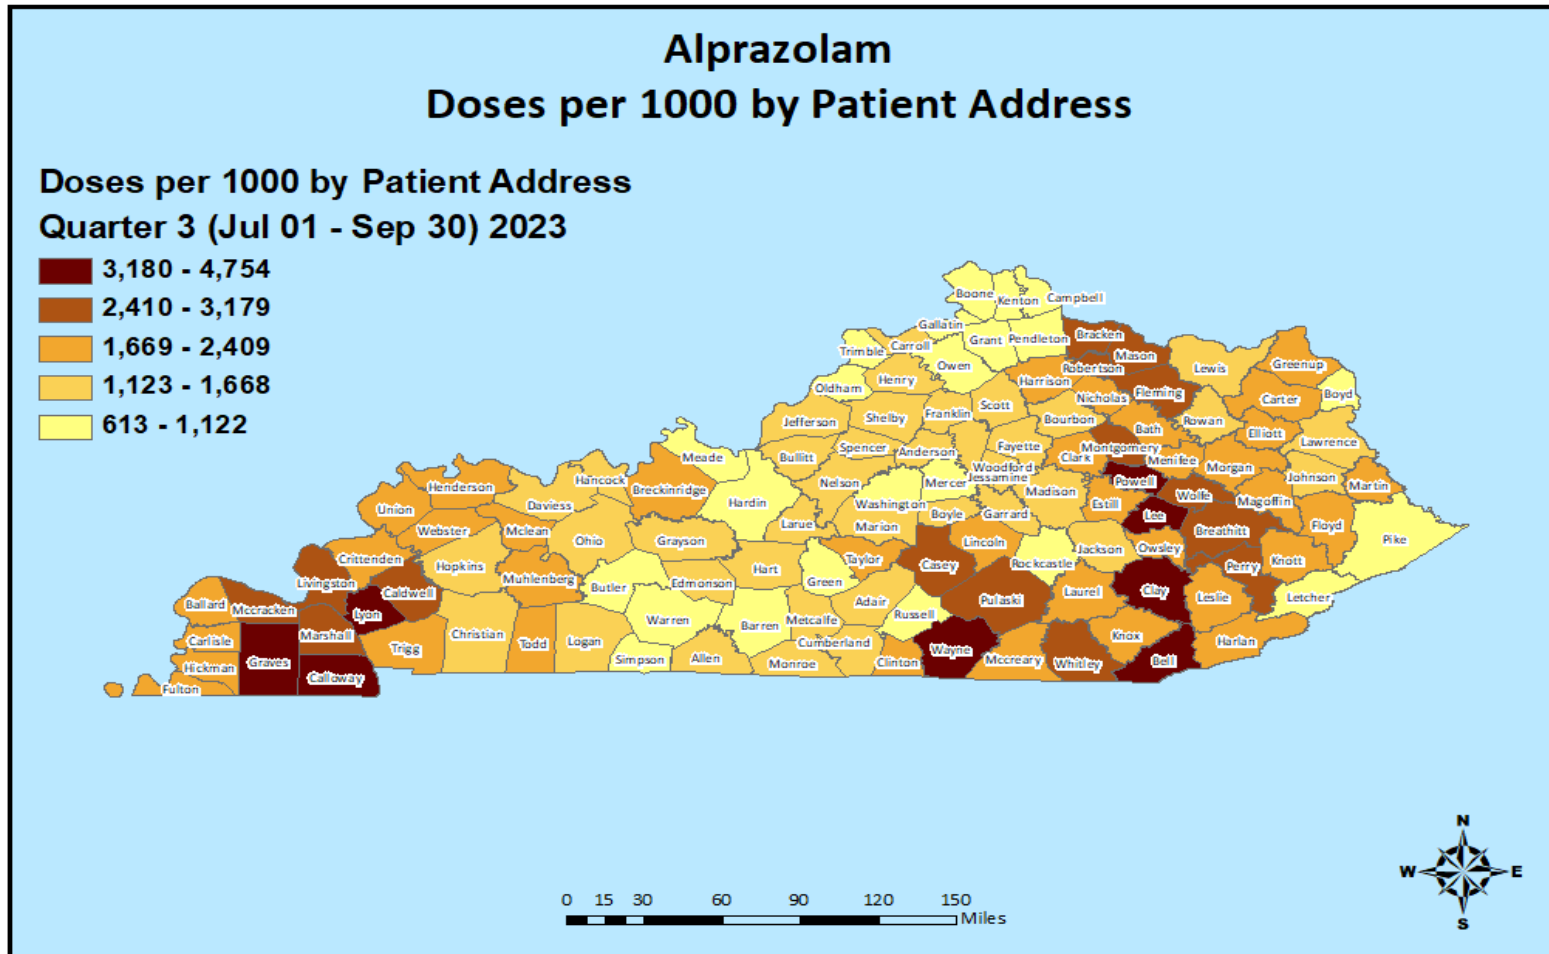 Alprazolam
Doses per 1000 by Patient Address
Doses per 1000 by Patient Address
Quarter 3 (Jul 01 - Sep 30) 2023
3,180 - 4,754
2,410 - 3,179
1,669 - 2,409
1,123 - 1,668
613 - 1,122
Boone
Kenton
Campbell
Gallatin
Grant
Pendleton
Bracken
Trimble
Carroll
Owen
Mason
Robertson
Lewis
Greenup
Oldham
Henry
Harrison
Nicholas
Fleming
Carter
Boyd
Jefferson
Shelby
Franklin
Scott
Bourbon
Bath
Rowan
Elliott
Lawrence
Bullitt
Spencer
Anderson
Fayette
Clark
Montgomery
Menifee
Morgan
Johnson
Martin
Meade
Woodford
Jessamine
Powell
Wolfe
Magoffin
Hancock
Breckinridge
Hardin
Nelson
Mercer
Washington
Madison
Estill
Lee
Breathitt
Floyd
Pike
Henderson
Union
Daviess
Webster
Mclean
Ohio
Grayson
Larue
Marion
Boyle
Garrard
Lincoln
Jackson
Owsley
Perry
Knott
Crittenden
Hopkins
Muhlenberg
Butler
Edmonson
Hart
Green
Taylor
Casey
Rockcastle
Laurel
Clay
Leslie
Letcher
Livingston
Caldwell
Lyon
Ballard
Mccracken
Marshall
Trigg
Christian
Todd
Logan
Warren
Barren
Metcalfe
Adair
Russell
Pulaski
Knox
Harlan
Carlisle
Graves
Hickman
Calloway
Fulton
Simpson
Allen
Monroe
Cumberland
Clinton
Wayne
Mccreary
Whitley
Bell
0 15 30 60 90 120 150
Miles
N
W E
S